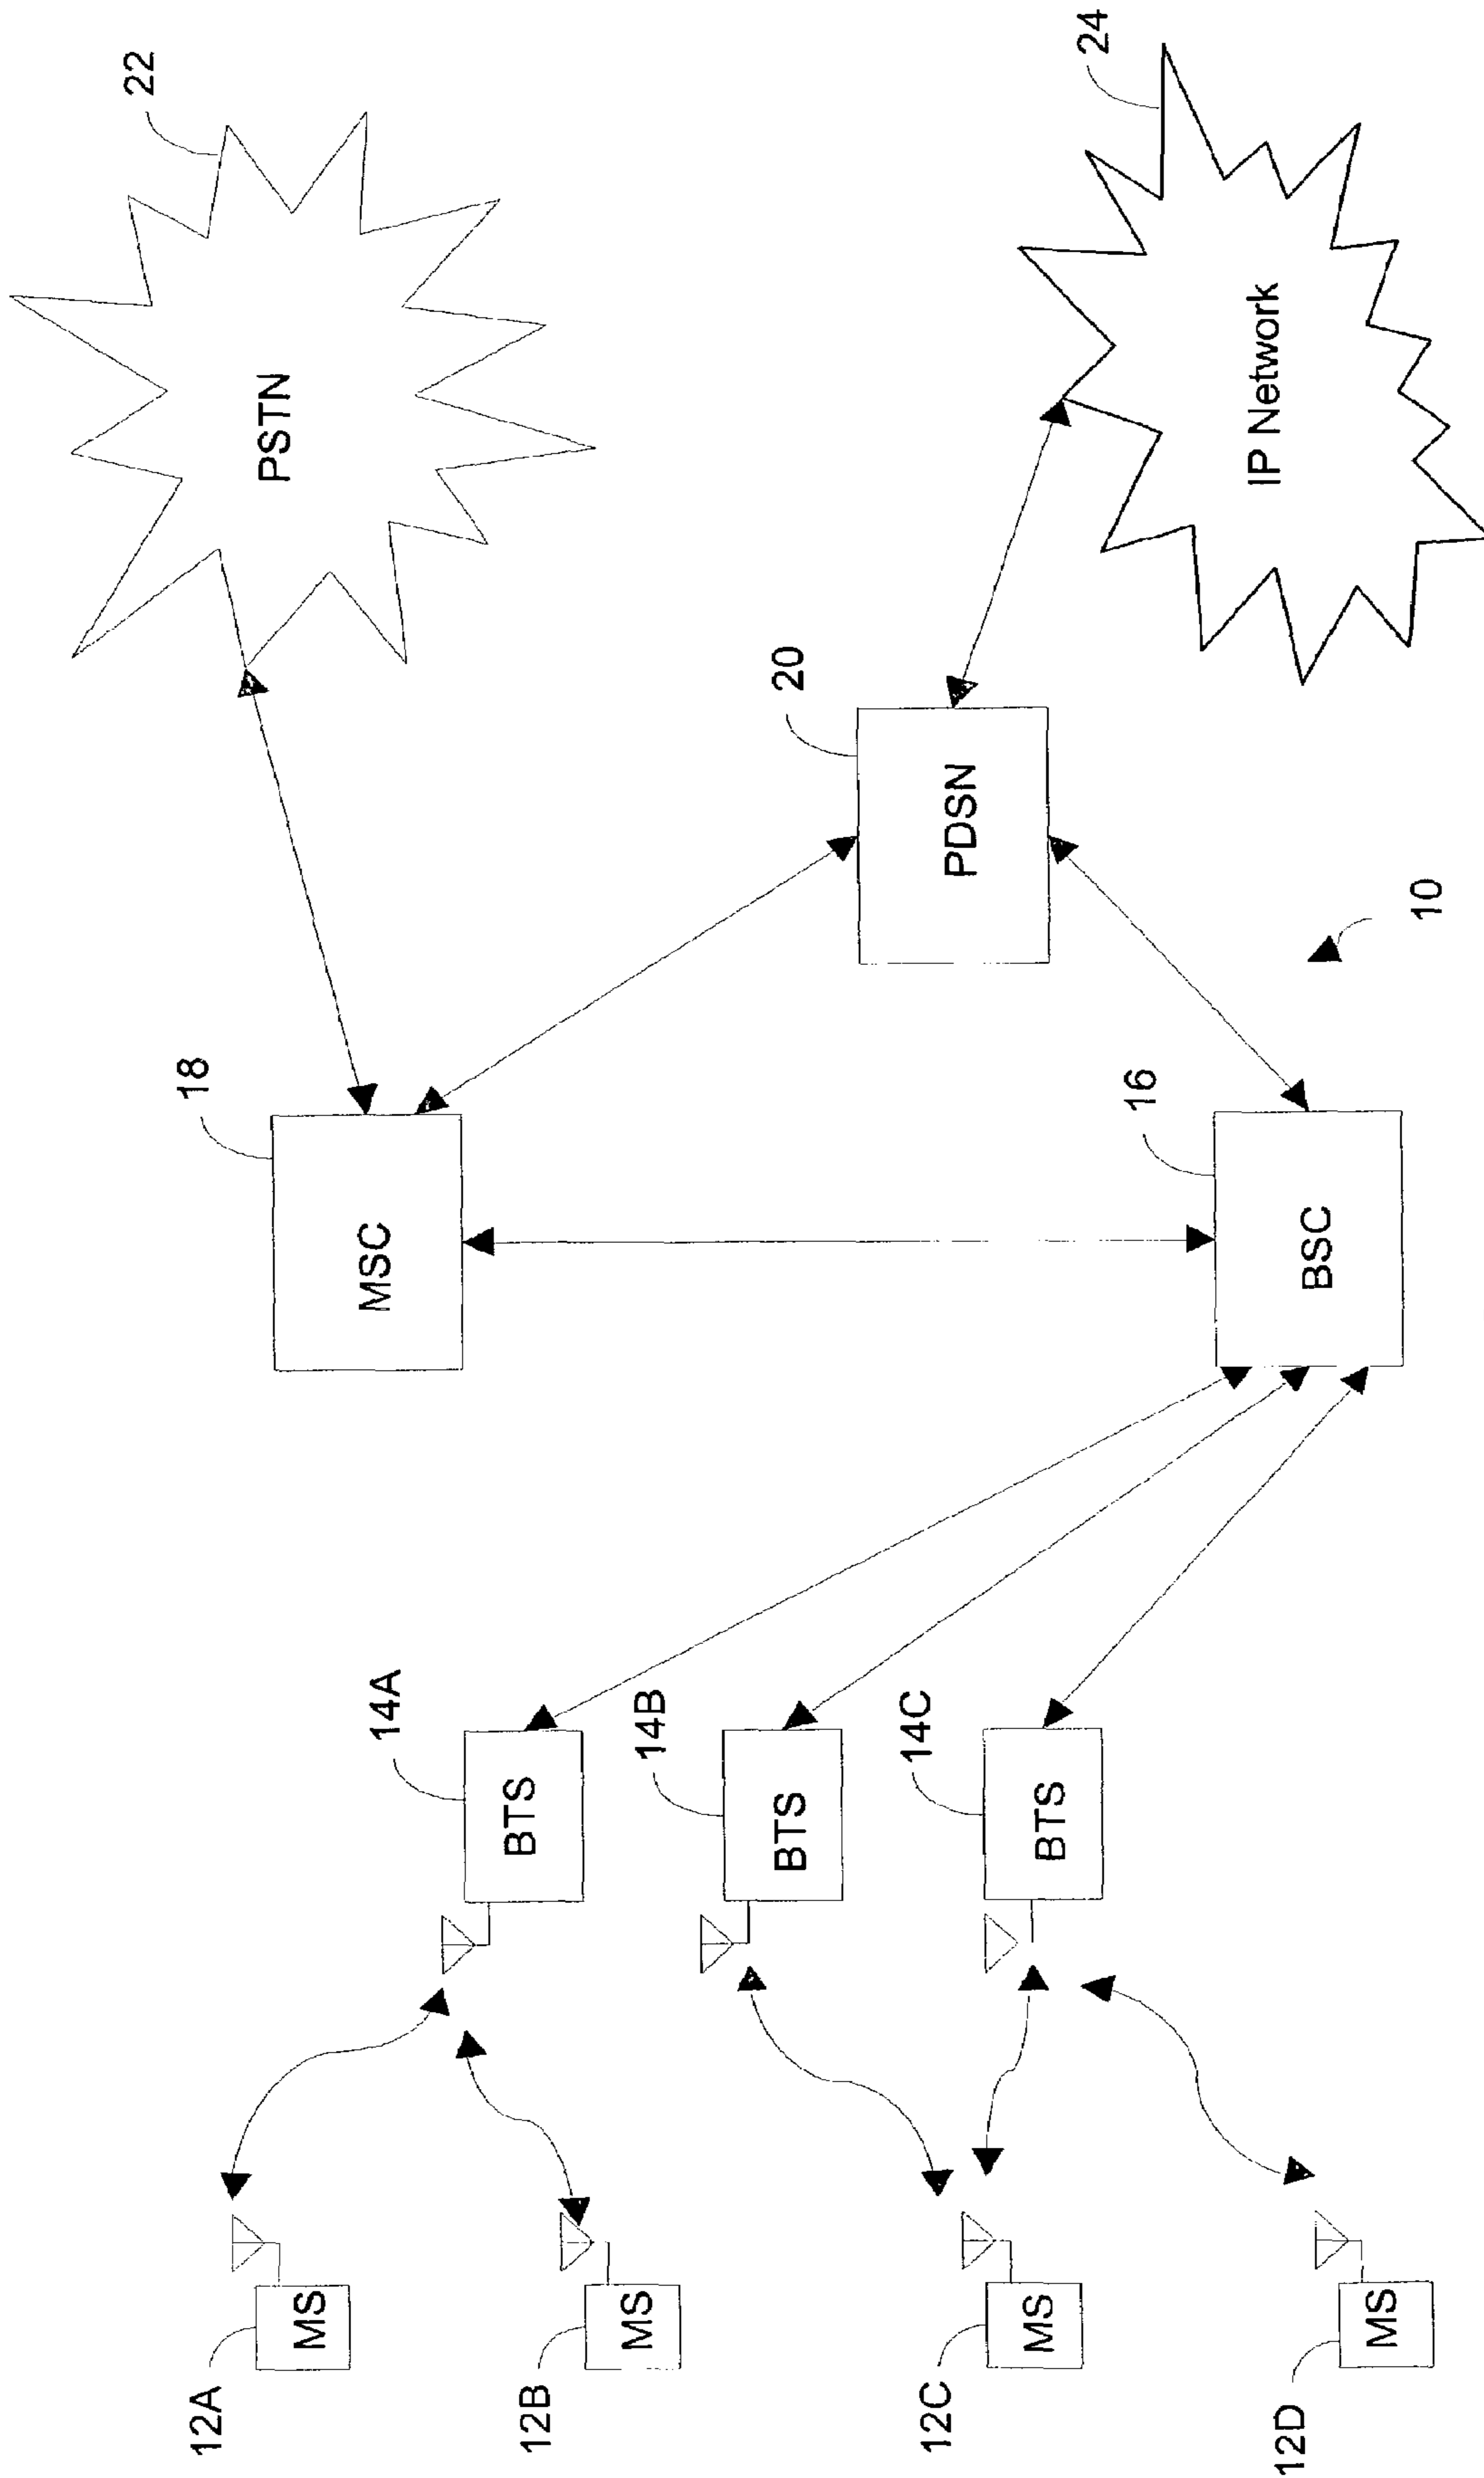 12A
MS
12B
MS
12C
MS
12D
MS
14A
BTS
14B
BTS
14C
BTS
18
MSC
16
BSC
20
PDSN
10
22
PSTN
24
IP Network